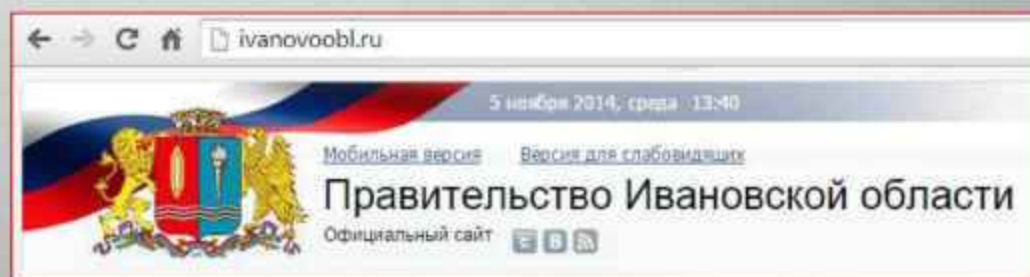 ivanovoobl.ru
5 ноября 2014, среда 13:40
Мобильная версия Версия для слабовидящих
Правительство Ивановской области
Официальный сайт